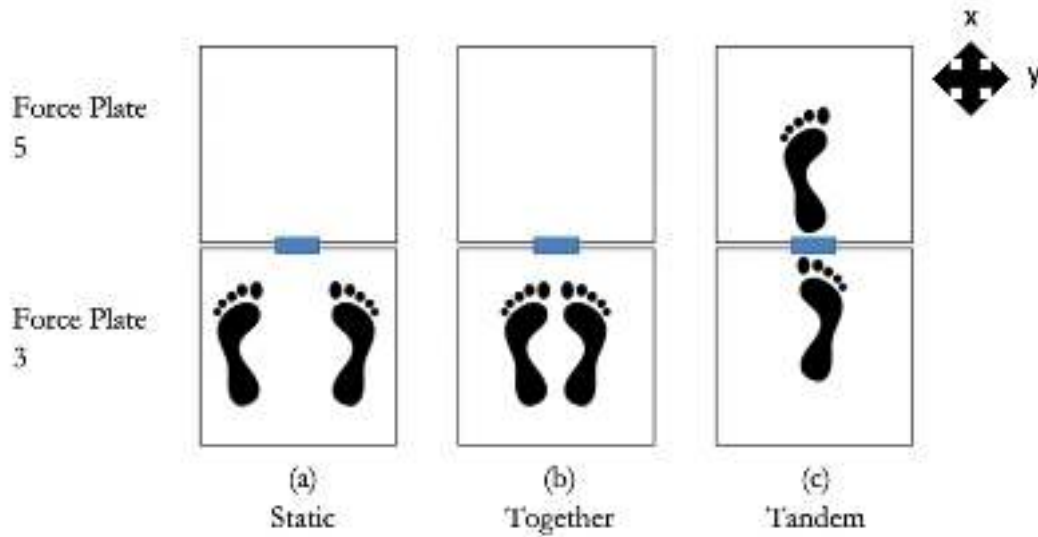 x
y
Force Plate
5
Force Plate
3
(a)
(b)
(c)
Static
Together
Tandem